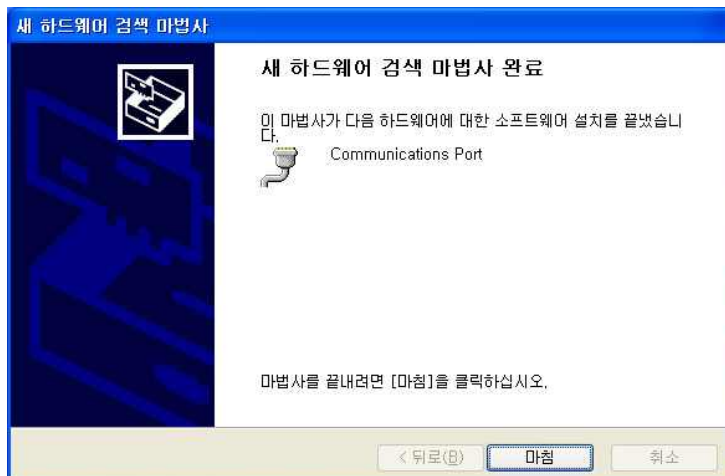 새 하드웨어 검색 마법사
새 하드웨어 검색 마법사 완료
이 마법사가 다음 하드웨어에 대한 소프트웨어 설치를 끝냈습니
다.
Communications Port
마법사를 끝내려면 [마침]을 클릭하십시오.
< 뒤로(B) 마침 취소